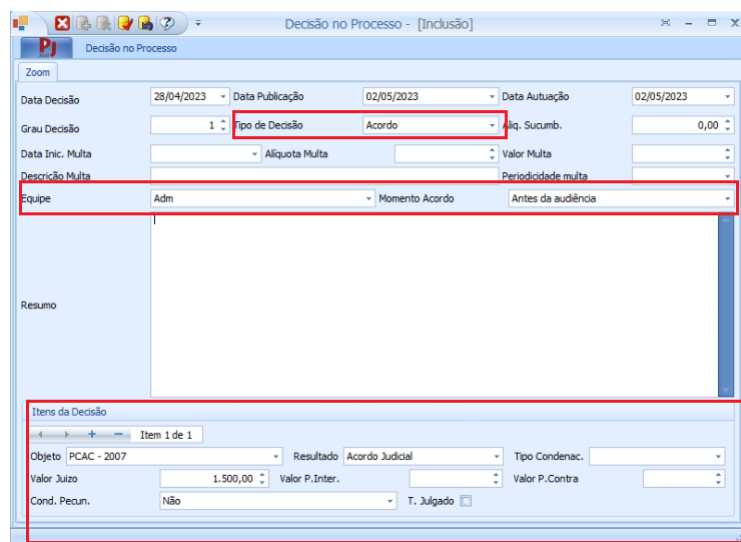 Decisão no Processo - [Inclusão]
PJ Decisão no Processo
Zoom
Data Decisão 28/04/2023 Data Publicação 02/05/2023 Data Autuação 02/05/2023
Grau Decisão 1 Tipo de Decisão Acordo Aliq. Sucumb. 0,00
Data Inic. Multa Alíquota Multa Valor Multa
Descrição Multa Periodicidade multa
Equipe Adm Momento Acordo Antes da audiência
Resumo
Itens da Decisão
Item 1 de 1
Objeto PCAC - 2007 Resultado Acordo Judicial Tipo Condenac.
Valor Juizo 1.500,00 Valor P.Inter. Valor P.Contra
Cond. Pecun. Não T. Julgado